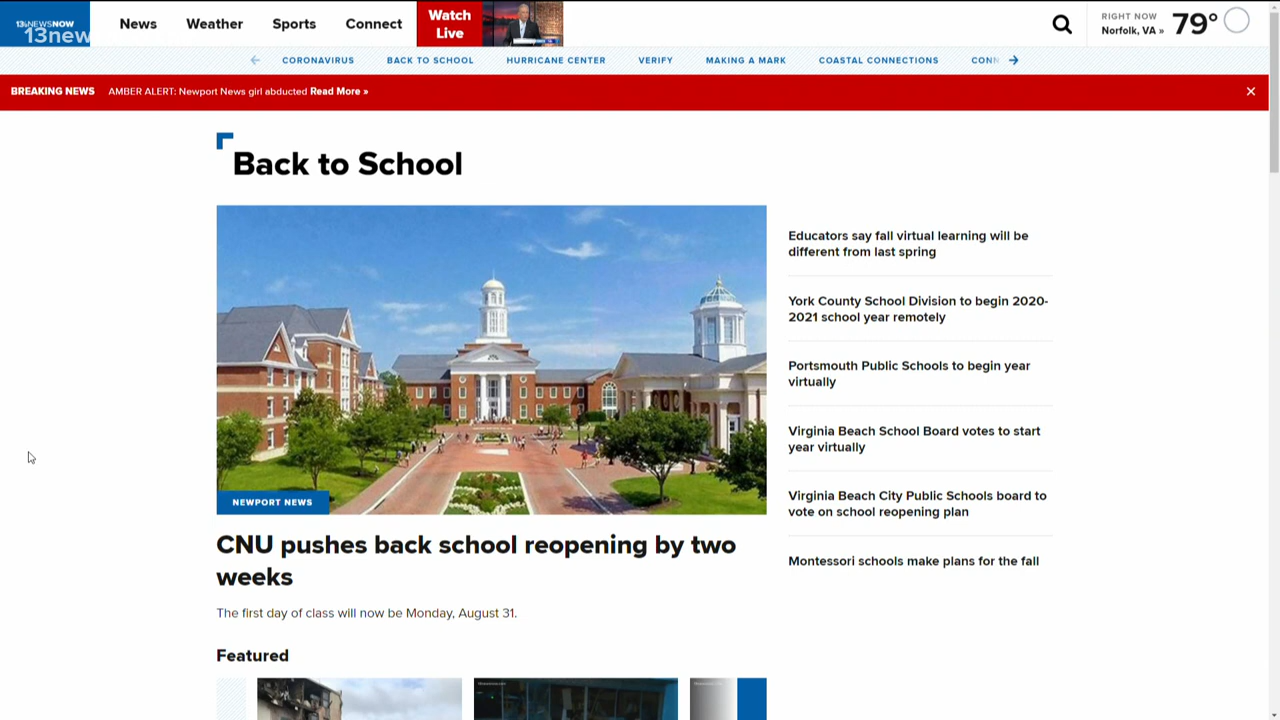 13NEWSNOW
13new
News
Weather
Sports
Connect
Watch
Live
RIGHT NOW
Norfolk, VA »
79°
CORONAVIRUS
BACK TO SCHOOL
HURRICANE CENTER
VERIFY
MAKING A MARK
COASTAL CONNECTIONS
CONN
BREAKING NEWS
AMBER ALERT: Newport News girl abducted Read More »
Back to School
NEWPORT NEWS
CNU pushes back school reopening by two
weeks
The first day of class will now be Monday, August 31.
Featured
Educators say fall virtual learning will be
different from last spring
York County School Division to begin 2020-
2021 school year remotely
Portsmouth Public Schools to begin year
virtually
Virginia Beach School Board votes to start
year virtually
Virginia Beach City Public Schools board to
vote on school reopening plan
Montessori schools make plans for the fall